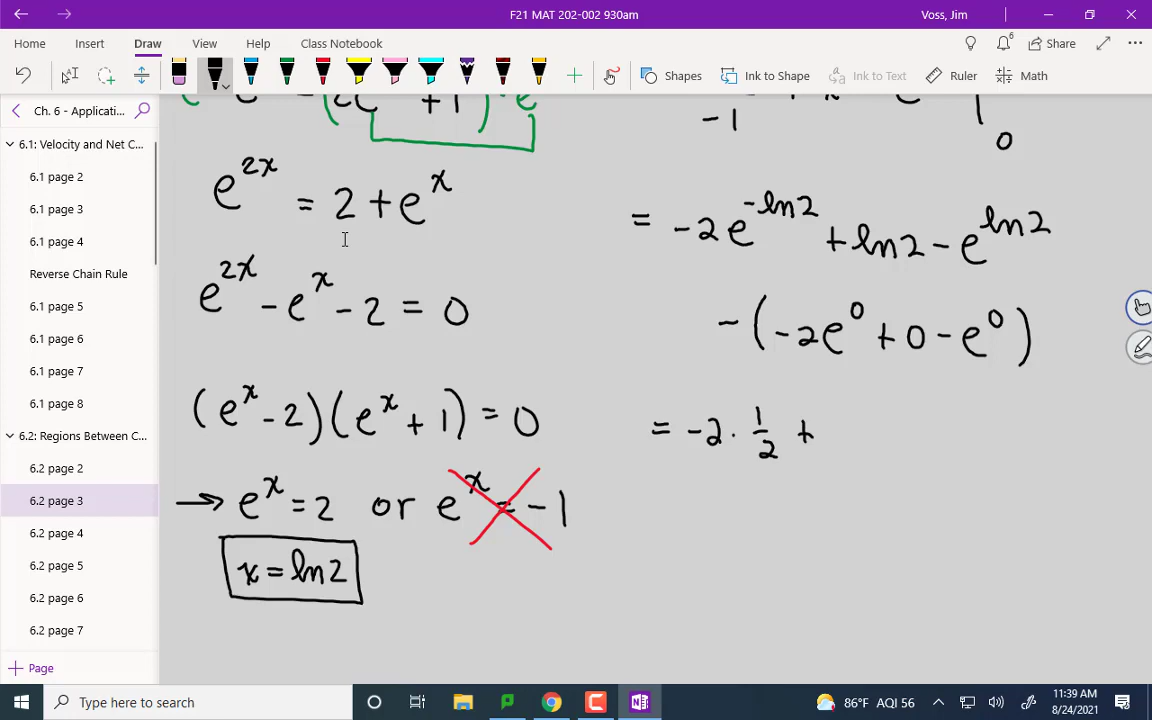 F21 MAT 202-002 930am
Voss, Jim
Home Insert Draw View Help Class Notebook
6
Share
Shapes
Ink to Shape
Ink to Text
Ruler
Math
Ch. 6 - Applicati...
6.1: Velocity and Net C...
6.1 page 2
6.1 page 3
6.1 page 4
Reverse Chain Rule
6.1 page 5
6.1 page 6
6.1 page 7
6.1 page 8
6.2: Regions Between C...
6.2 page 2
6.2 page 3
6.2 page 4
6.2 page 5
6.2 page 6
6.2 page 7
Page
e^{2x} = 2 + e^x
e^{2x} - e^x - 2 = 0
(e^x - 2)(e^x + 1) = 0
→ e^x = 2 or e^x = -1
x = ln2
-1
0
= -2e^{-ln2} + ln2 - e^{ln2}
- (-2e^0 + 0 - e^0)
= -2 · 1/2 +
Type here to search
86°F AQI 56
11:39 AM
8/24/2021